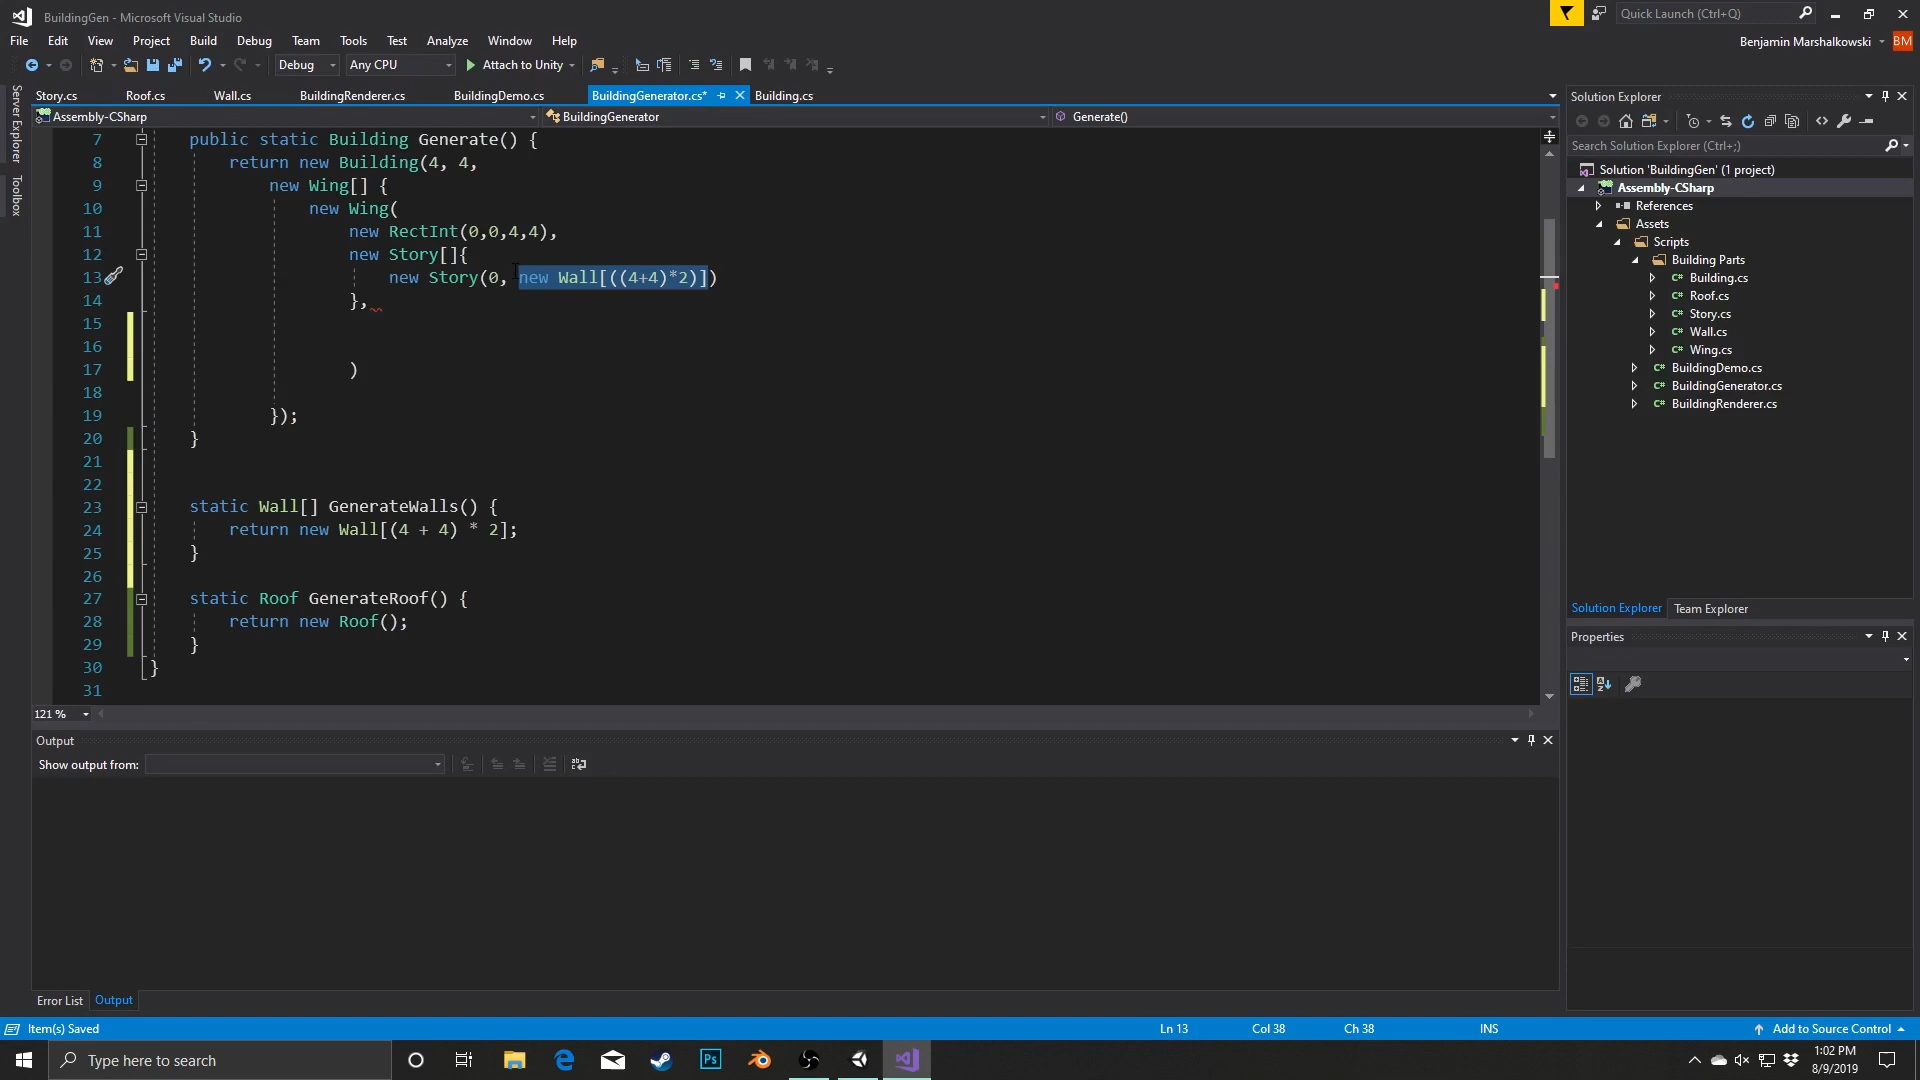 BuildingGen - Microsoft Visual Studio
Quick Launch (Ctrl+Q)
File Edit View Project Build Debug Team Tools Test Analyze Window Help
Benjamin Marshalkowski BM
Debug Any CPU Attach to Unity
Server Explorer
Toolbox
Story.cs Roof.cs Wall.cs BuildingRenderer.cs BuildingDemo.cs BuildingGenerator.cs* Building.cs
Assembly-CSharp BuildingGenerator Generate()
7 public static Building Generate() {
8 return new Building(4, 4,
9 new Wing[] {
10 new Wing(
11 new RectInt(0,0,4,4),
12 new Story[]{
13 new Story(0, new Wall[((4+4)*2)])
14 },
15
16
17 )
18
19 });
20 }
21
22
23 static Wall[] GenerateWalls() {
24 return new Wall[(4 + 4) * 2];
25 }
26
27 static Roof GenerateRoof() {
28 return new Roof();
29 }
30 }
31
121 %
Output
Show output from:
Error List Output
Solution Explorer
Search Solution Explorer (Ctrl+;)
Solution 'BuildingGen' (1 project)
Assembly-CSharp
References
Assets
Scripts
Building Parts
C# Building.cs
C# Roof.cs
C# Story.cs
C# Wall.cs
C# Wing.cs
C# BuildingDemo.cs
C# BuildingGenerator.cs
C# BuildingRenderer.cs
Solution Explorer Team Explorer
Properties
Item(s) Saved Ln 13 Col 38 Ch 38 INS Add to Source Control
Type here to search
Ps
1:02 PM
8/9/2019